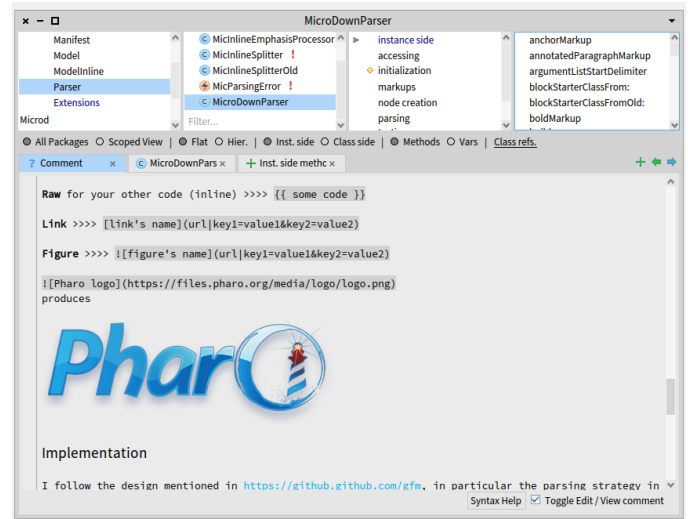 MicroDownParser
Manifest
Model
ModelInline
Parser
Extensions
Microd
MicInlineEmphasisProcessor
MicInlineSplitter !
MicInlineSplitterOld
MicParsingError !
MicroDownParser
Filter...
instance side
accessing
initialization
markups
node creation
parsing
anchorMarkup
annotatedParagraphMarkup
argumentListStartDelimiter
blockStarterClassFrom:
blockStarterClassFromOld:
boldMarkup
All Packages Scoped View | Flat Hier. | Inst. side Class side | Methods Vars | Class refs.
? Comment × MicroDownPars × Inst. side methc ×
Raw for your other code (inline) >>>> {{ some code }}
Link >>>> [link's name](url|key1=value1&key2=value2)
Figure >>>> ![figure's name](url|key1=value1&key2=value2)
![Pharo logo](https://files.pharo.org/media/logo/logo.png)
produces
Pharo
Implementation
I follow the design mentioned in https://github.github.com/gfm, in particular the parsing strategy in
Syntax Help Toggle Edit / View comment